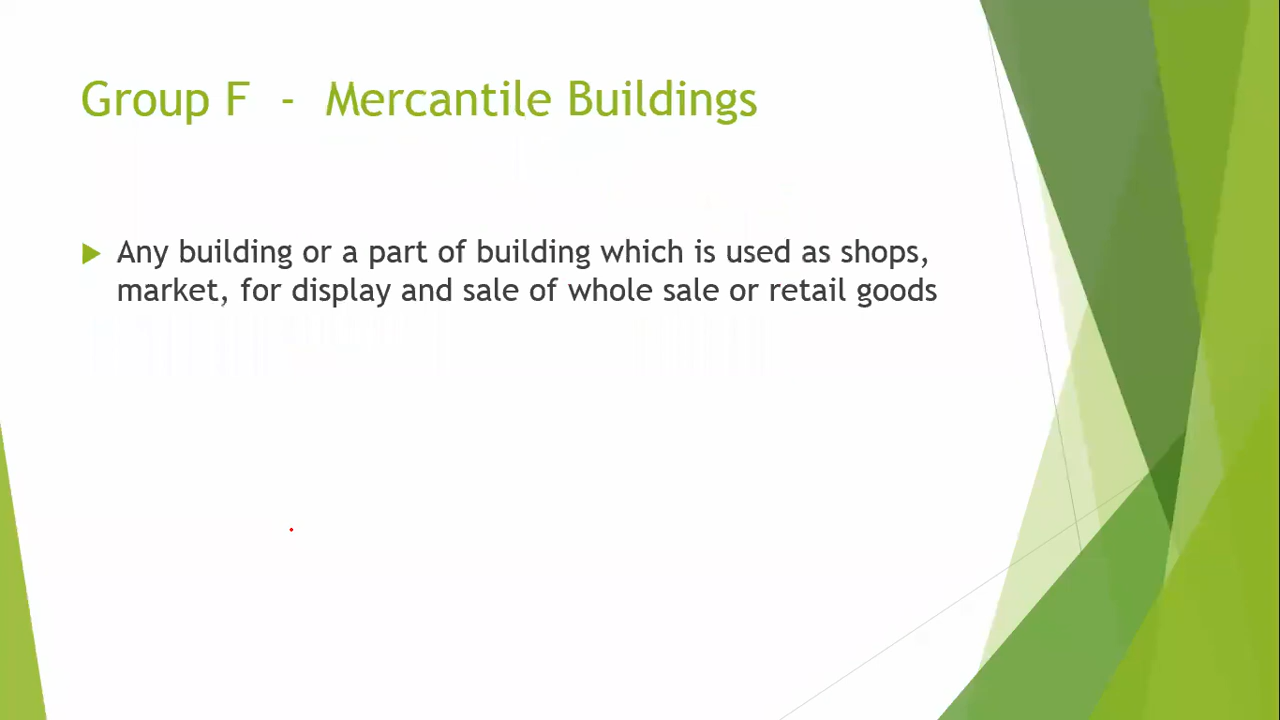 Group F - Mercantile Buildings
Any building or a part of building which is used as shops,
market, for display and sale of whole sale or retail goods